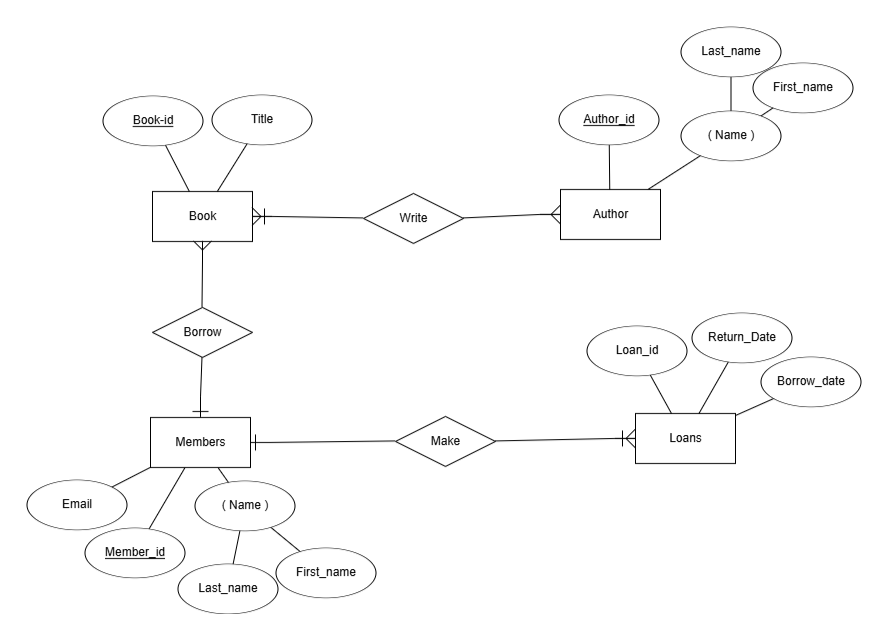 Last_name
First_name
Book-id
Title
Author_id
( Name )
Book
Write
Author
Borrow
Loan_id
Return_Date
Borrow_date
Members
Make
Loans
Email
( Name )
Member_id
Last_name
First_name